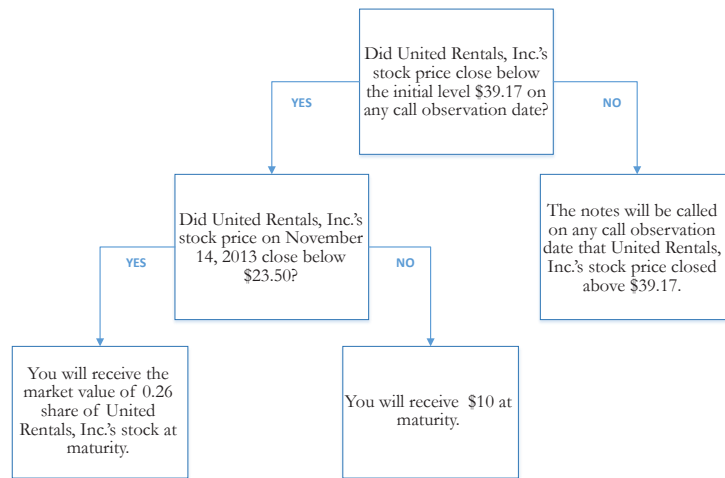 Did United Rentals, Inc.'s
stock price close below
the initial level $39.17 on
any call observation date?
YES
NO
Did United Rentals, Inc.'s
stock price on November
14, 2013 close below
$23.50?
The notes will be called
on any call observation
date that United Rentals,
Inc.'s stock price closed
above $39.17.
YES
NO
You will receive the
market value of 0.26
share of United
Rentals, Inc.'s stock at
maturity.
You will receive $10 at
maturity.